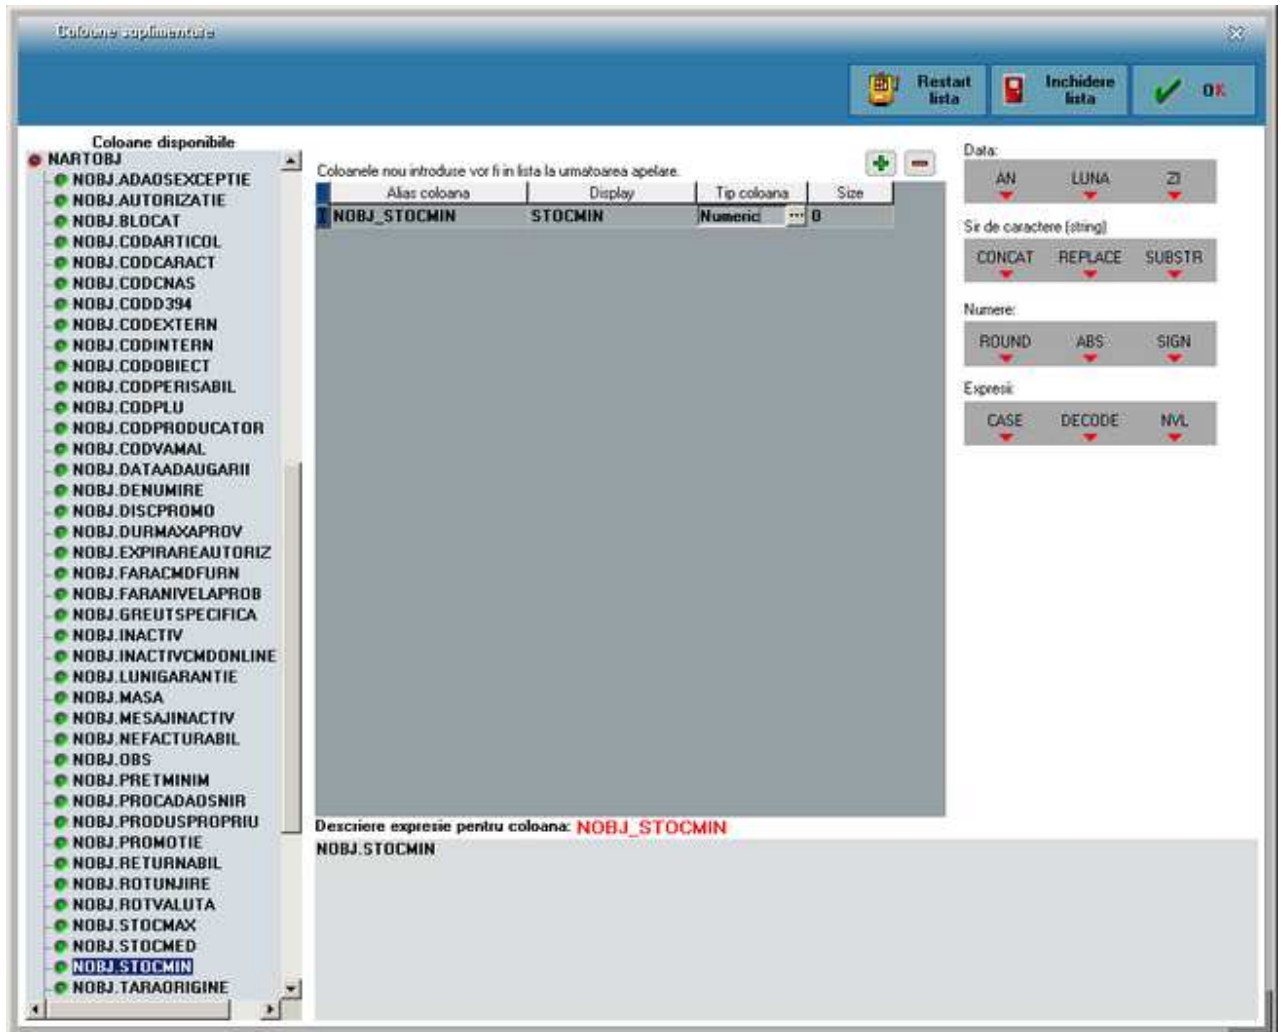 Coloane suplimentare
Restart lista
Inchidere lista
OK
Coloane disponibile
NARTOBJ
NOBJ.ADAOSEXCEPTIE
NOBJ.AUTORIZATIE
NOBJ.BLOCAT
NOBJ.CODARTICOL
NOBJ.CODCARACT
NOBJ.CODCNAS
NOBJ.CODD394
NOBJ.CODEXTERN
NOBJ.CODINTERN
NOBJ.CODOBIECT
NOBJ.CODPERISABIL
NOBJ.CODPLU
NOBJ.CODPRODUCATOR
NOBJ.CODVAMAL
NOBJ.DATAADAUGARII
NOBJ.DENUMIRE
NOBJ.DISCPROMO
NOBJ.DURMAXAPROV
NOBJ.EXPIRAREAUTORIZ
NOBJ.FARACMDFURN
NOBJ.FARANIVELAPROB
NOBJ.GREUTSPECIFICA
NOBJ.INACTIV
NOBJ.INACTIVCMDONLINE
NOBJ.LUNIGARANTIE
NOBJ.MASA
NOBJ.MESAJINACTIV
NOBJ.NEFACTURABIL
NOBJ.OBS
NOBJ.PRETMINIM
NOBJ.PROCADAOSNIR
NOBJ.PRODUSPROPRIU
NOBJ.PROMOTIE
NOBJ.RETURNABIL
NOBJ.ROTUNJIRE
NOBJ.ROTVALUTA
NOBJ.STOCMAX
NOBJ.STOCMED
NOBJ.STOCMIN
NOBJ.TARAORIGINE
Coloanele nou introduse vor fi in lista la urmatoarea apelare.
Alias coloana Display Tip coloana Size
NOBJ_STOCMIN STOCMIN Numeric ... 0
Descriere expresie pentru coloana: NOBJ_STOCMIN
NOBJ.STOCMIN
Data:
AN LUNA ZI
Sir de caractere (string)
CONCAT REPLACE SUBSTR
Numere:
ROUND ABS SIGN
Expresii:
CASE DECODE NVL